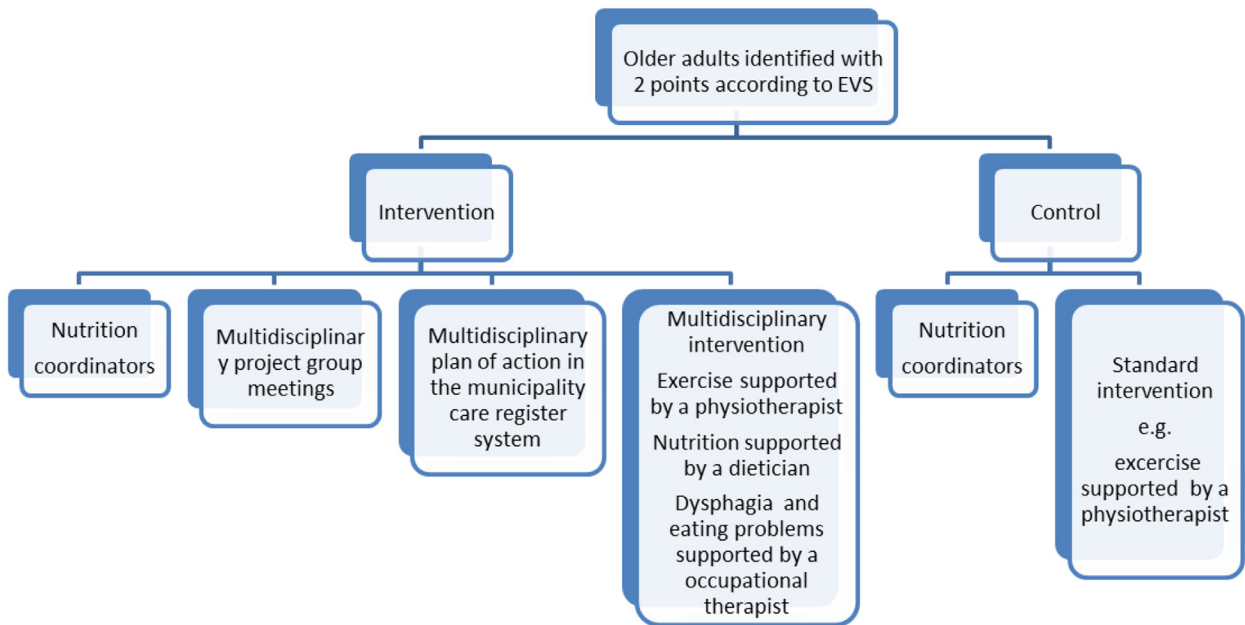 Older adults identified with
2 points according to EVS
Intervention
Control
Nutrition
coordinators
Multidisciplinar
y project group
meetings
Multidisciplinary
plan of action in
the municipality
care register
system
Multidisciplinary
intervention
Exercise supported
by a physiotherapist
Nutrition supported
by a dietician
Dysphagia and
eating problems
supported by a
occupational
therapist
Nutrition
coordinators
Standard
intervention
e.g.
excercise
supported by a
physiotherapist